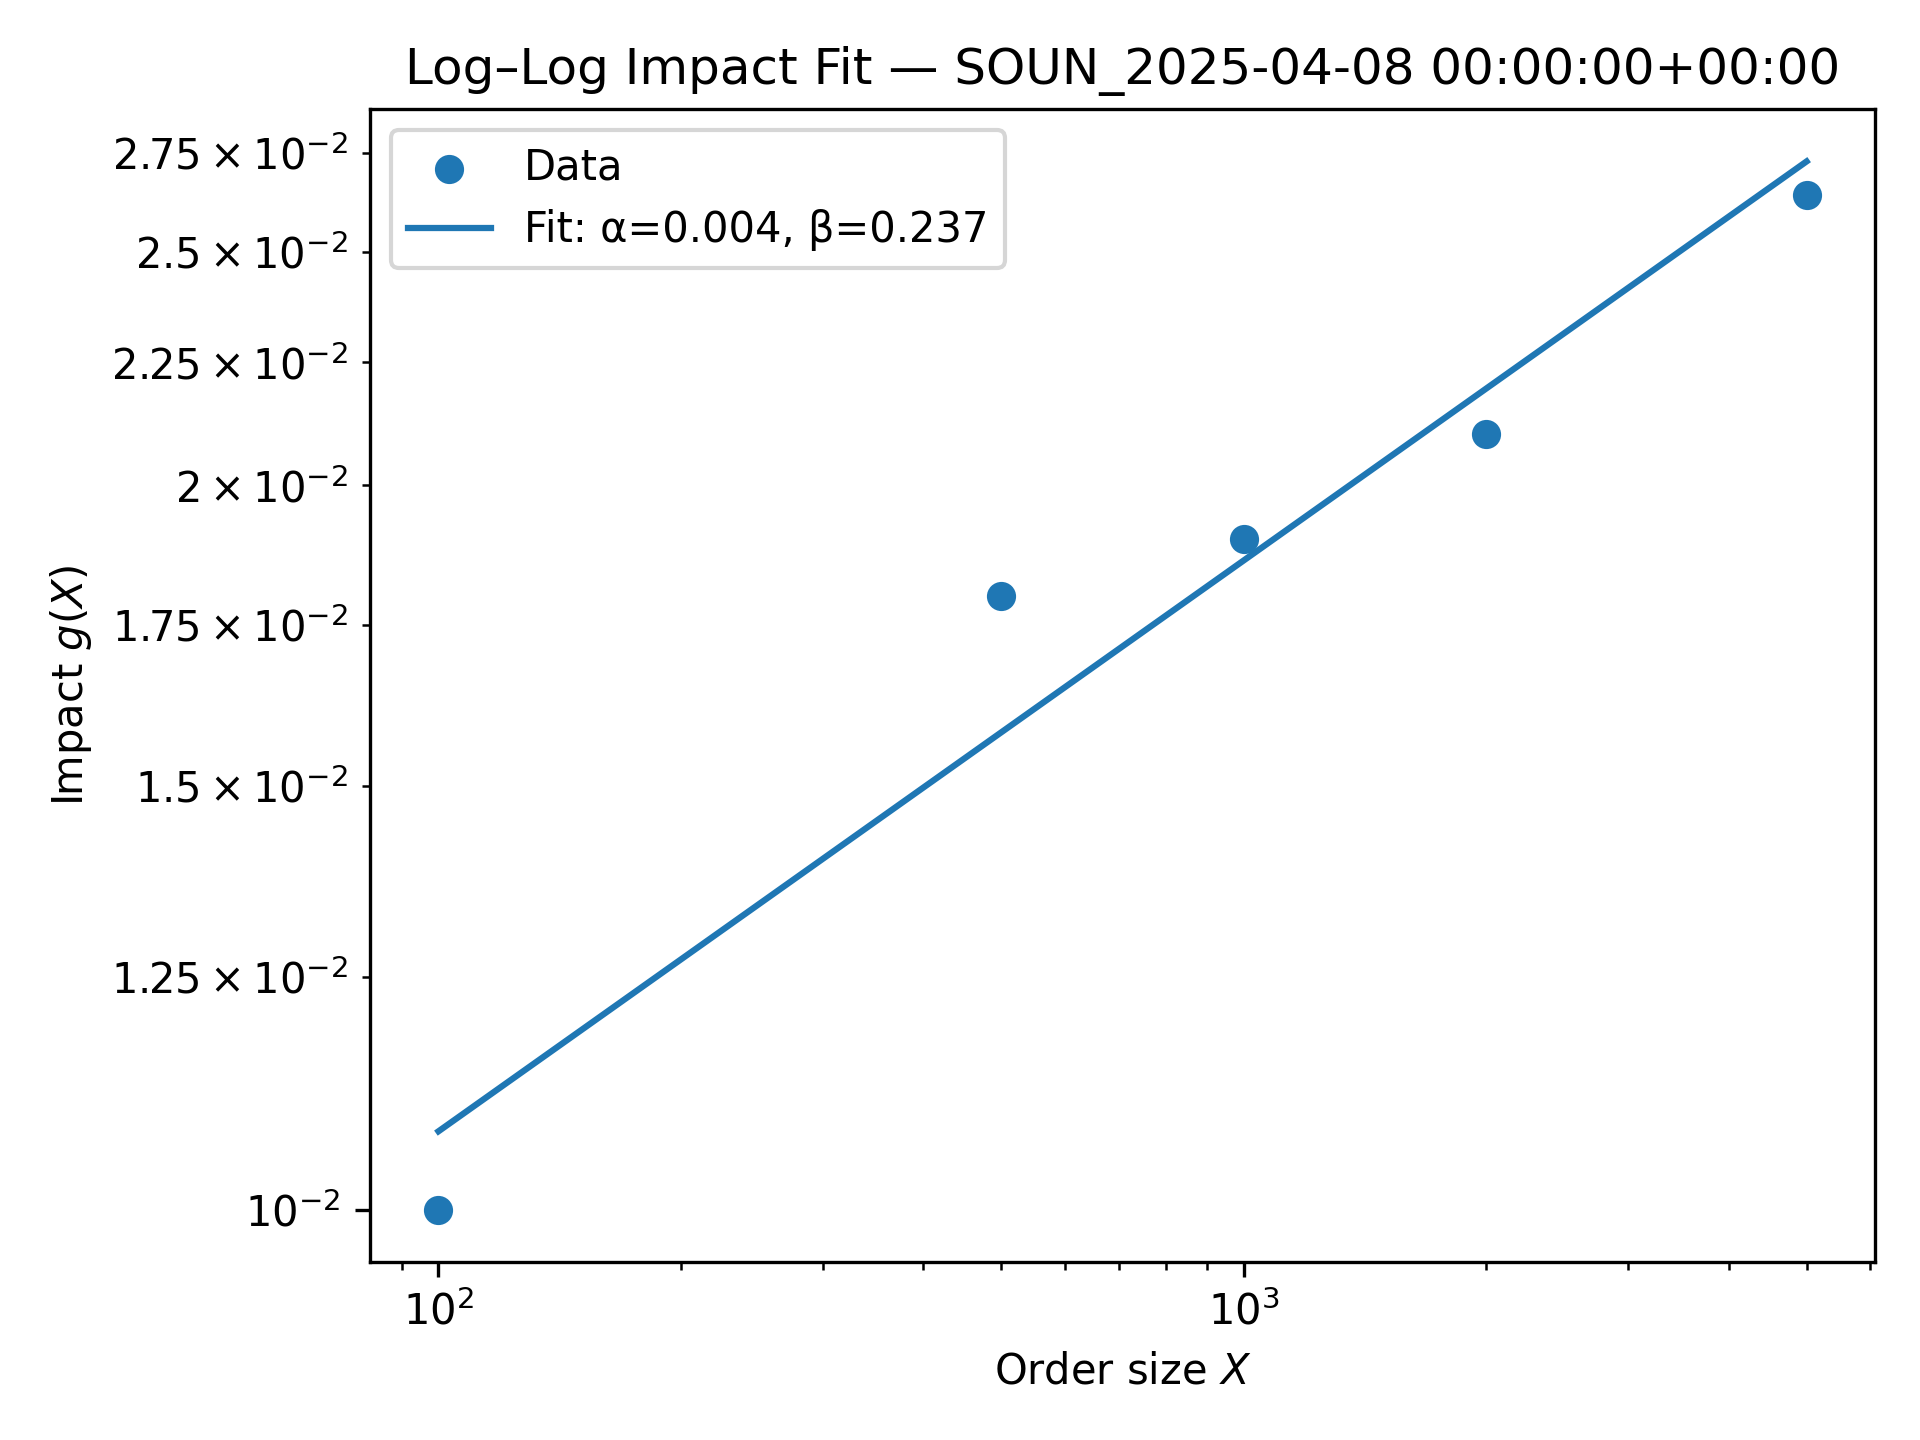 Log–Log Impact Fit — SOUN_2025-04-08 00:00:00+00:00
Data
Fit: α=0.004, β=0.237
2.75 × 10⁻²
2.5 × 10⁻²
2.25 × 10⁻²
2 × 10⁻²
1.75 × 10⁻²
1.5 × 10⁻²
1.25 × 10⁻²
10⁻²
Impact g(X)
10² 10³
Order size X